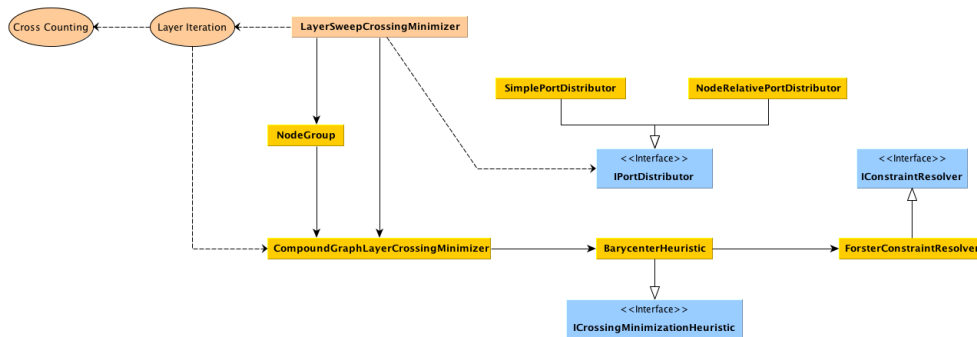 Cross Counting
Layer Iteration
LayerSweepCrossingMinimizer
SimplePortDistributor
NodeRelativePortDistributor
NodeGroup
<<Interface>>
IPortDistributor
<<Interface>>
IConstraintResolver
CompoundGraphLayerCrossingMinimizer
BarycenterHeuristic
ForsterConstraintResolver
<<Interface>>
ICrossingMinimizationHeuristic